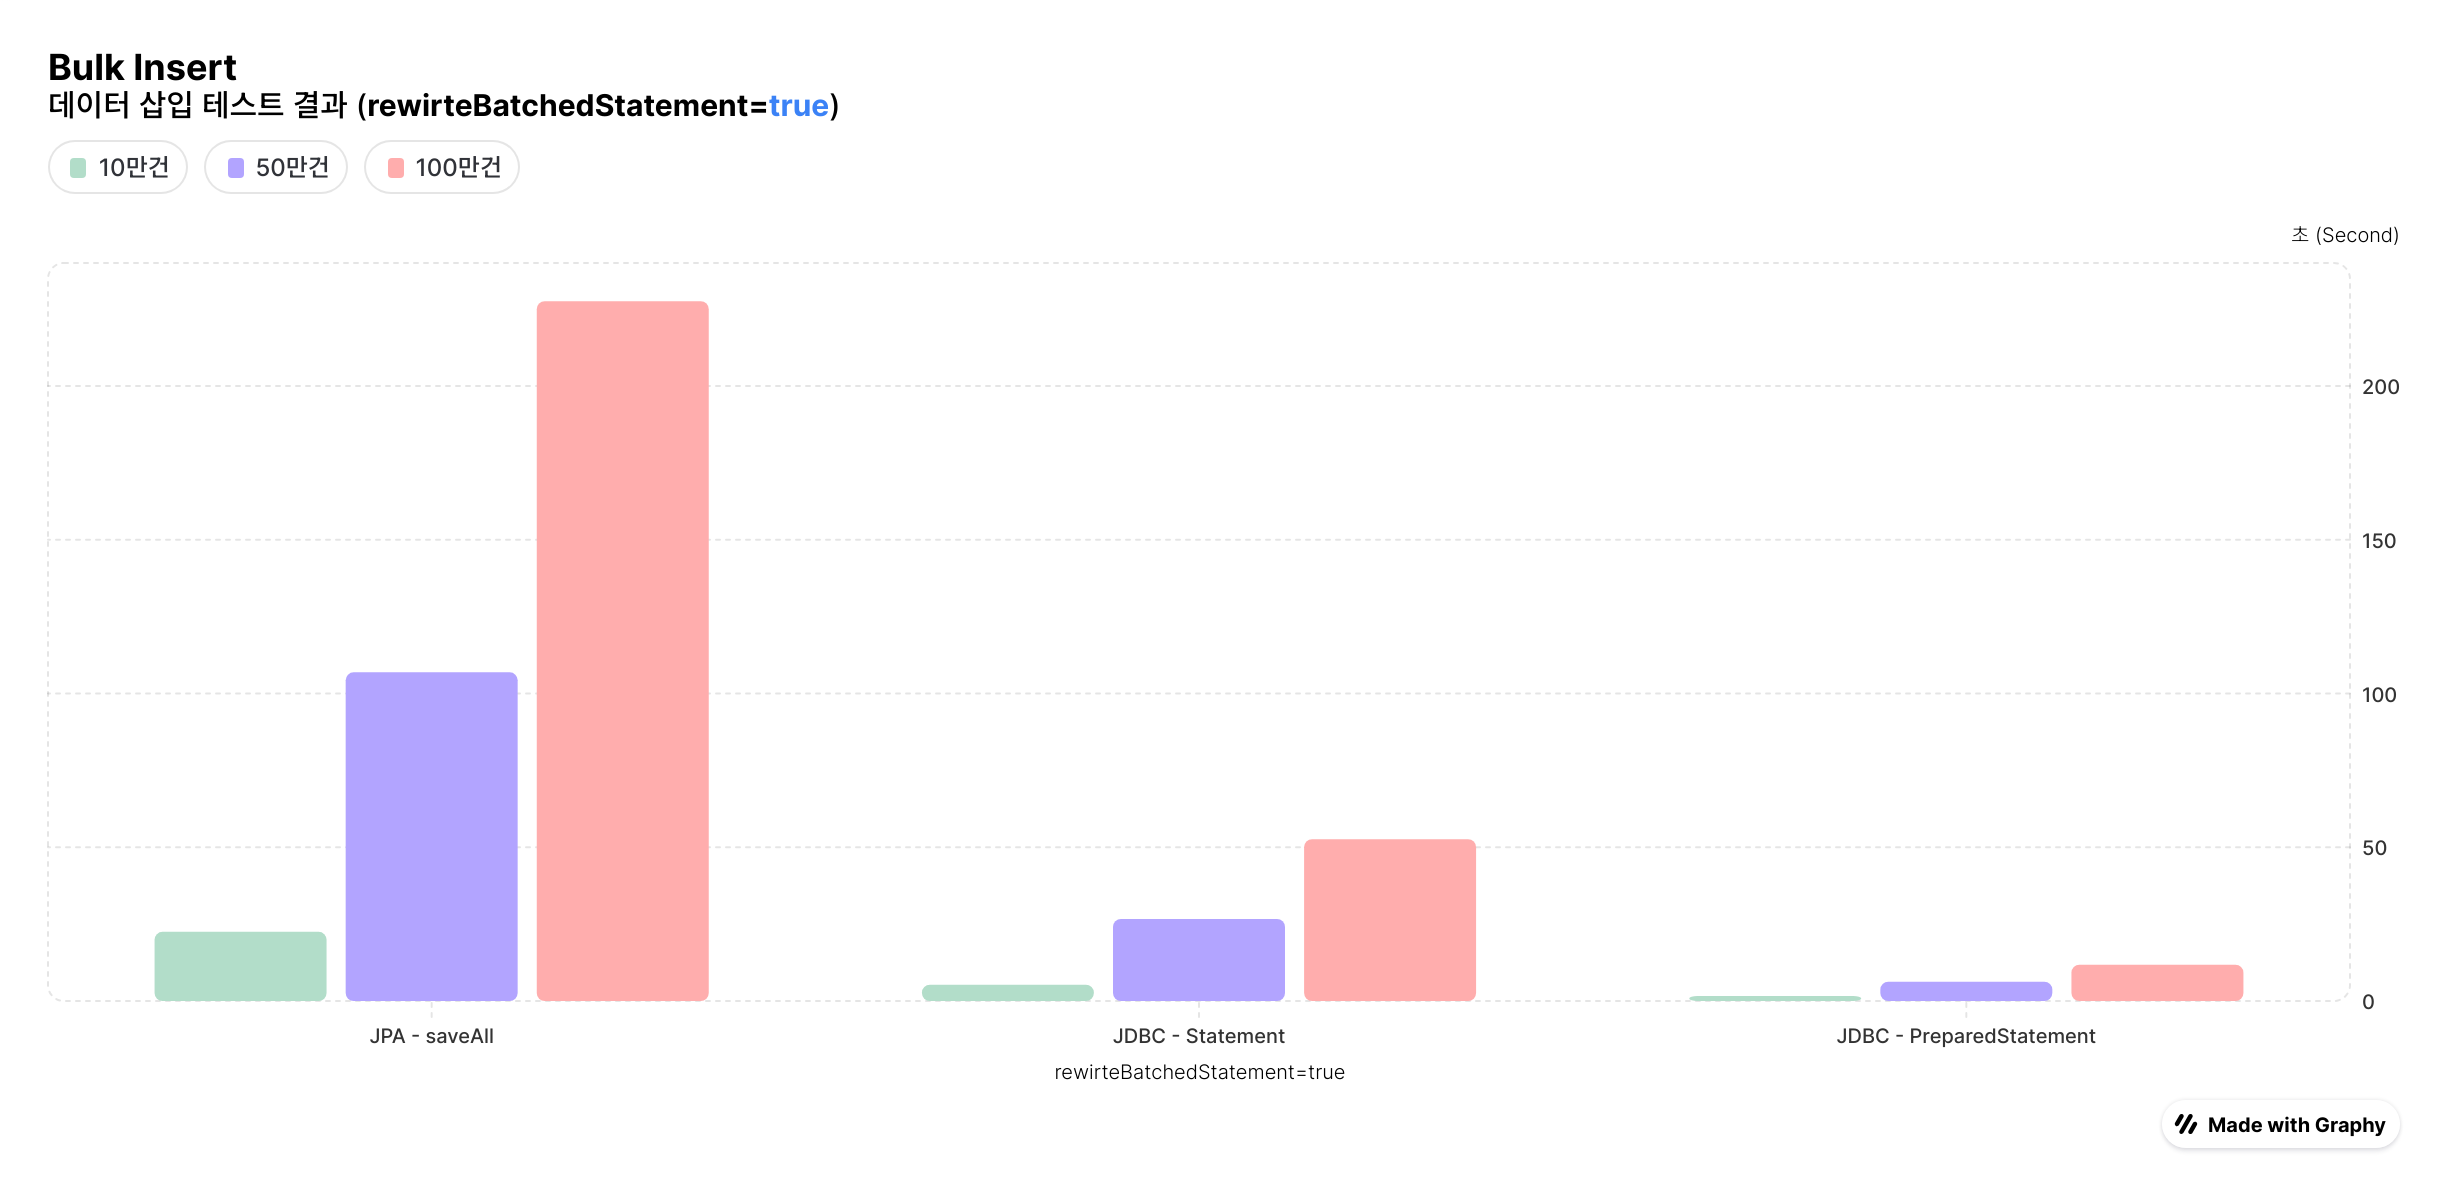 Bulk Insert
데이터 삽입 테스트 결과 (rewirteBatchedStatement=true)
10만건 50만건 100만건
초 (Second)
200
150
100
50
0
JPA - saveAll JDBC - Statement JDBC - PreparedStatement
rewirteBatchedStatement=true
Made with Graphy